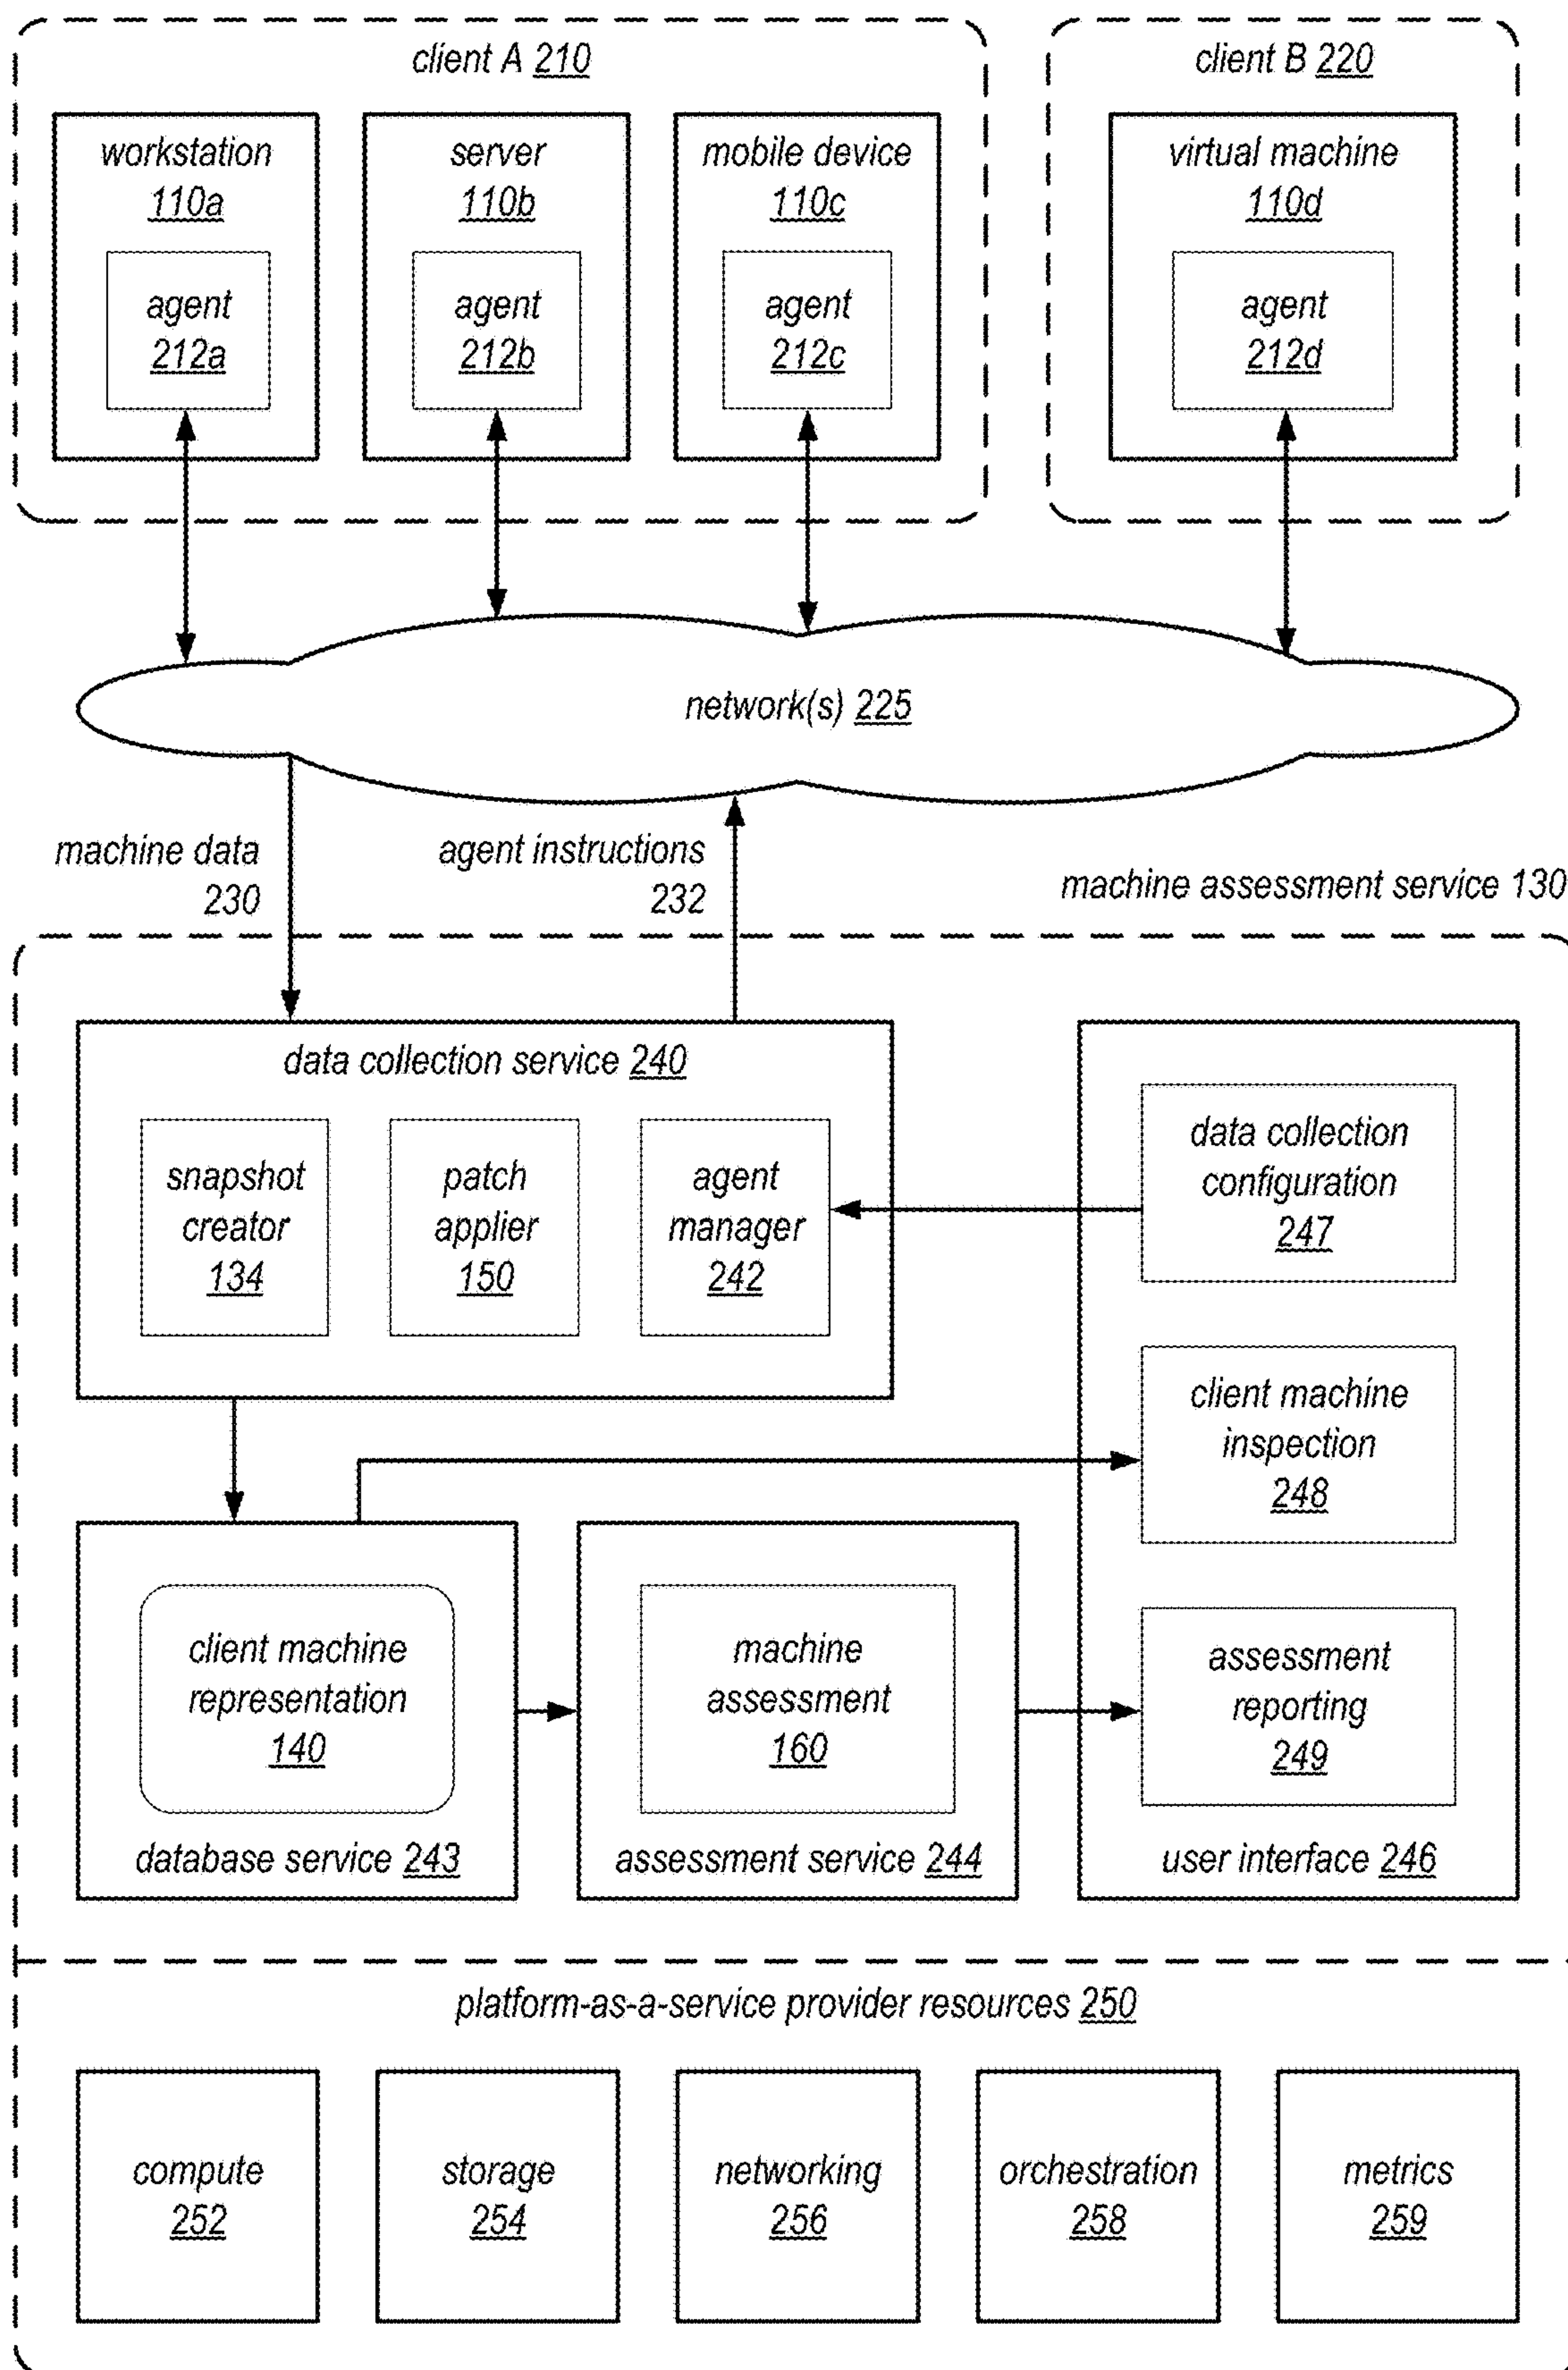 client A 210
workstation
110a
agent
212a
server
110b
agent
212b
mobile device
110c
agent
212c
client B 220
virtual machine
110d
agent
212d
network(s) 225
machine data
230
agent instructions
232
machine assessment service 130
data collection service 240
snapshot
creator
134
patch
applier
150
agent
manager
242
data collection
configuration
247
client machine
inspection
248
client machine
representation
140
database service 243
machine
assessment
160
assessment service 244
assessment
reporting
249
user interface 246
platform-as-a-service provider resources 250
compute
252
storage
254
networking
256
orchestration
258
metrics
259